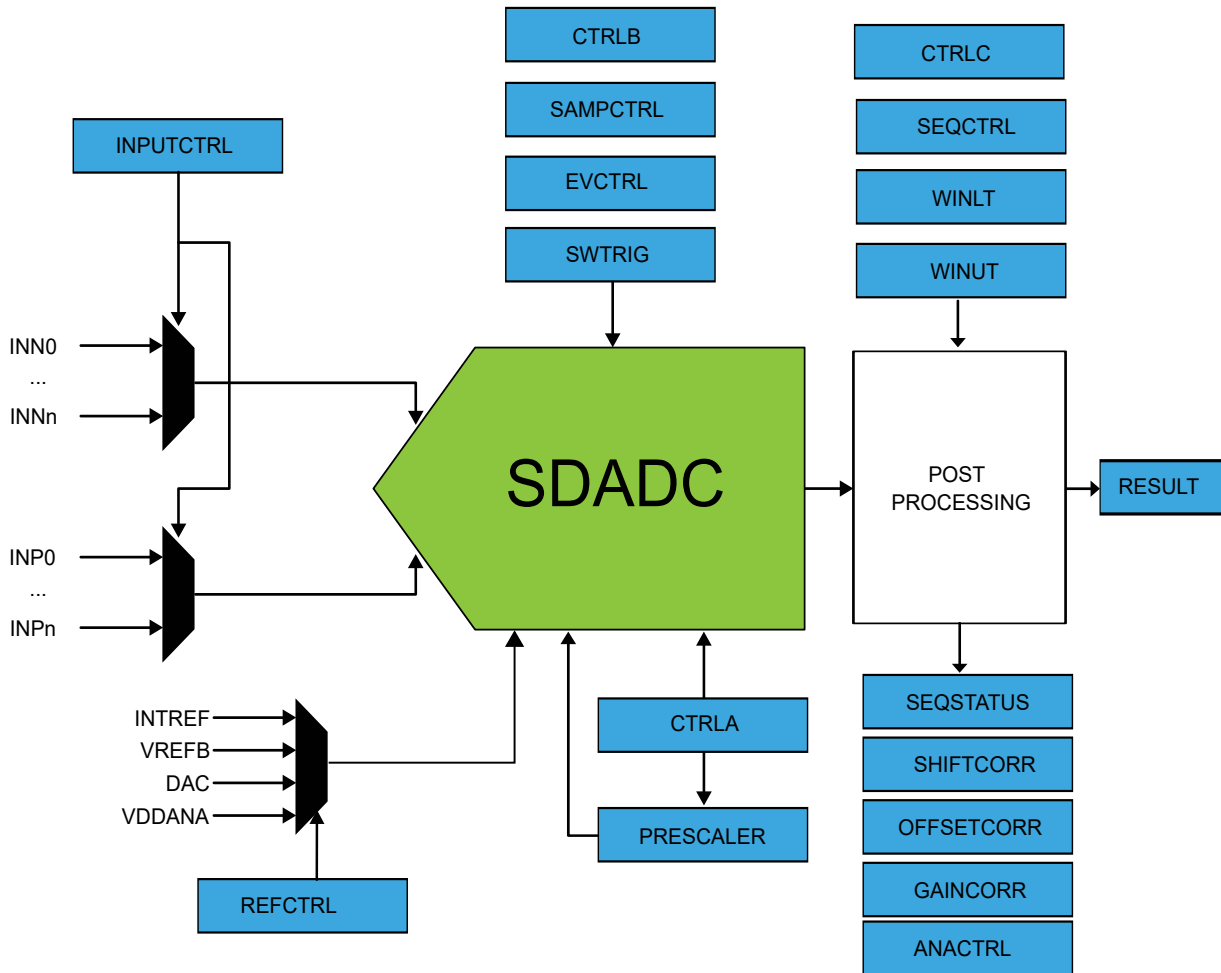 CTRLB
CTRLC
SAMPCTRL
SEQCTRL
INPUTCTRL
EVCTRL
WINLT
SWTRIG
WINUT
INN0
...
INNn
SDADC
POST
PROCESSING
RESULT
INP0
...
INPn
INTREF
VREFB
DAC
VDDANA
REFCTRL
CTRLA
PRESCALER
SEQSTATUS
SHIFTCORR
OFFSETCORR
GAINCORR
ANACTRL